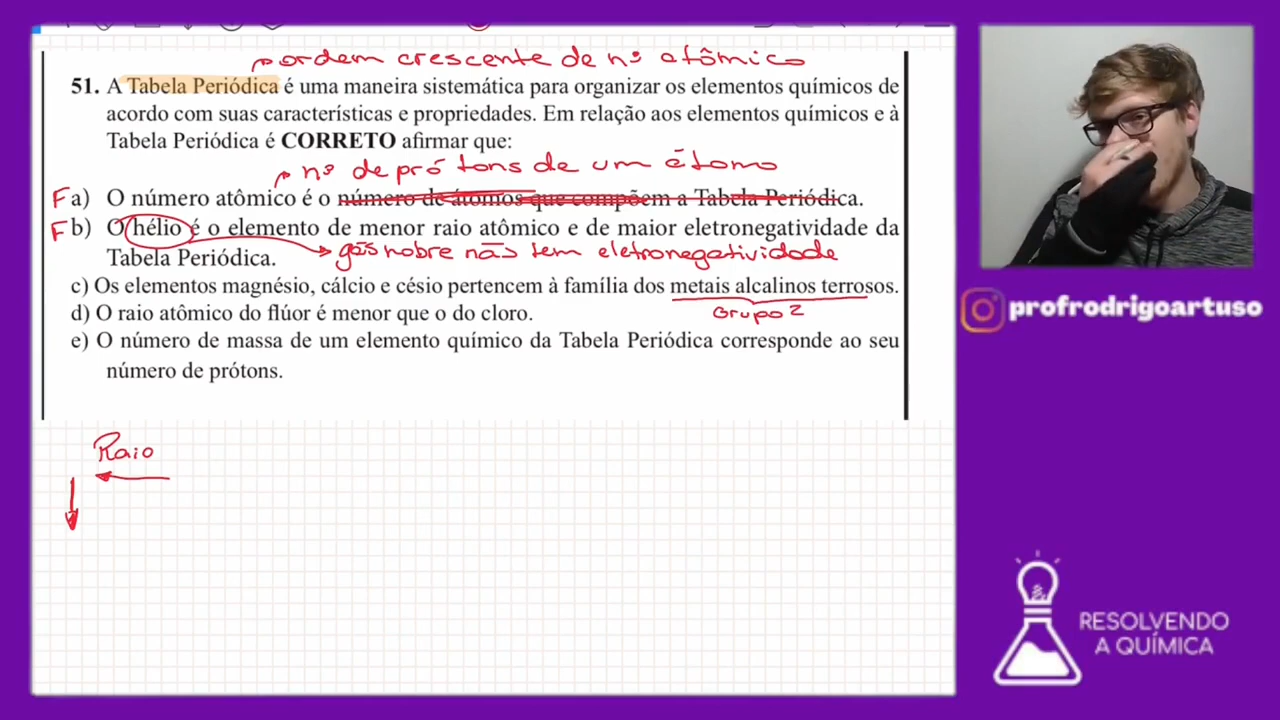 ordem crescente de nº atômico
51. A Tabela Periódica é uma maneira sistemática para organizar os elementos químicos de
acordo com suas características e propriedades. Em relação aos elementos químicos e à
Tabela Periódica é CORRETO afirmar que:
nº de prótons de um átomo
F a) O número atômico é o número de átomos que compõem a Tabela Periódica.
F b) O hélio é o elemento de menor raio atômico e de maior eletronegatividade da
Tabela Periódica.
gás nobre não tem eletronegatividade
c) Os elementos magnésio, cálcio e césio pertencem à família dos metais alcalinos terrosos.
Grupo 2
d) O raio atômico do flúor é menor que o do cloro.
e) O número de massa de um elemento químico da Tabela Periódica corresponde ao seu
número de prótons.
Raio
profrodrigoartuso
RESOLVENDO
A QUÍMICA